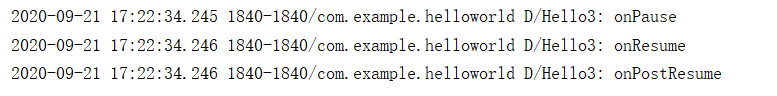 2020-09-21 17:22:34.245 1840-1840/com.example.helloworld D/Hello3: onPause
2020-09-21 17:22:34.246 1840-1840/com.example.helloworld D/Hello3: onResume
2020-09-21 17:22:34.246 1840-1840/com.example.helloworld D/Hello3: onPostResume